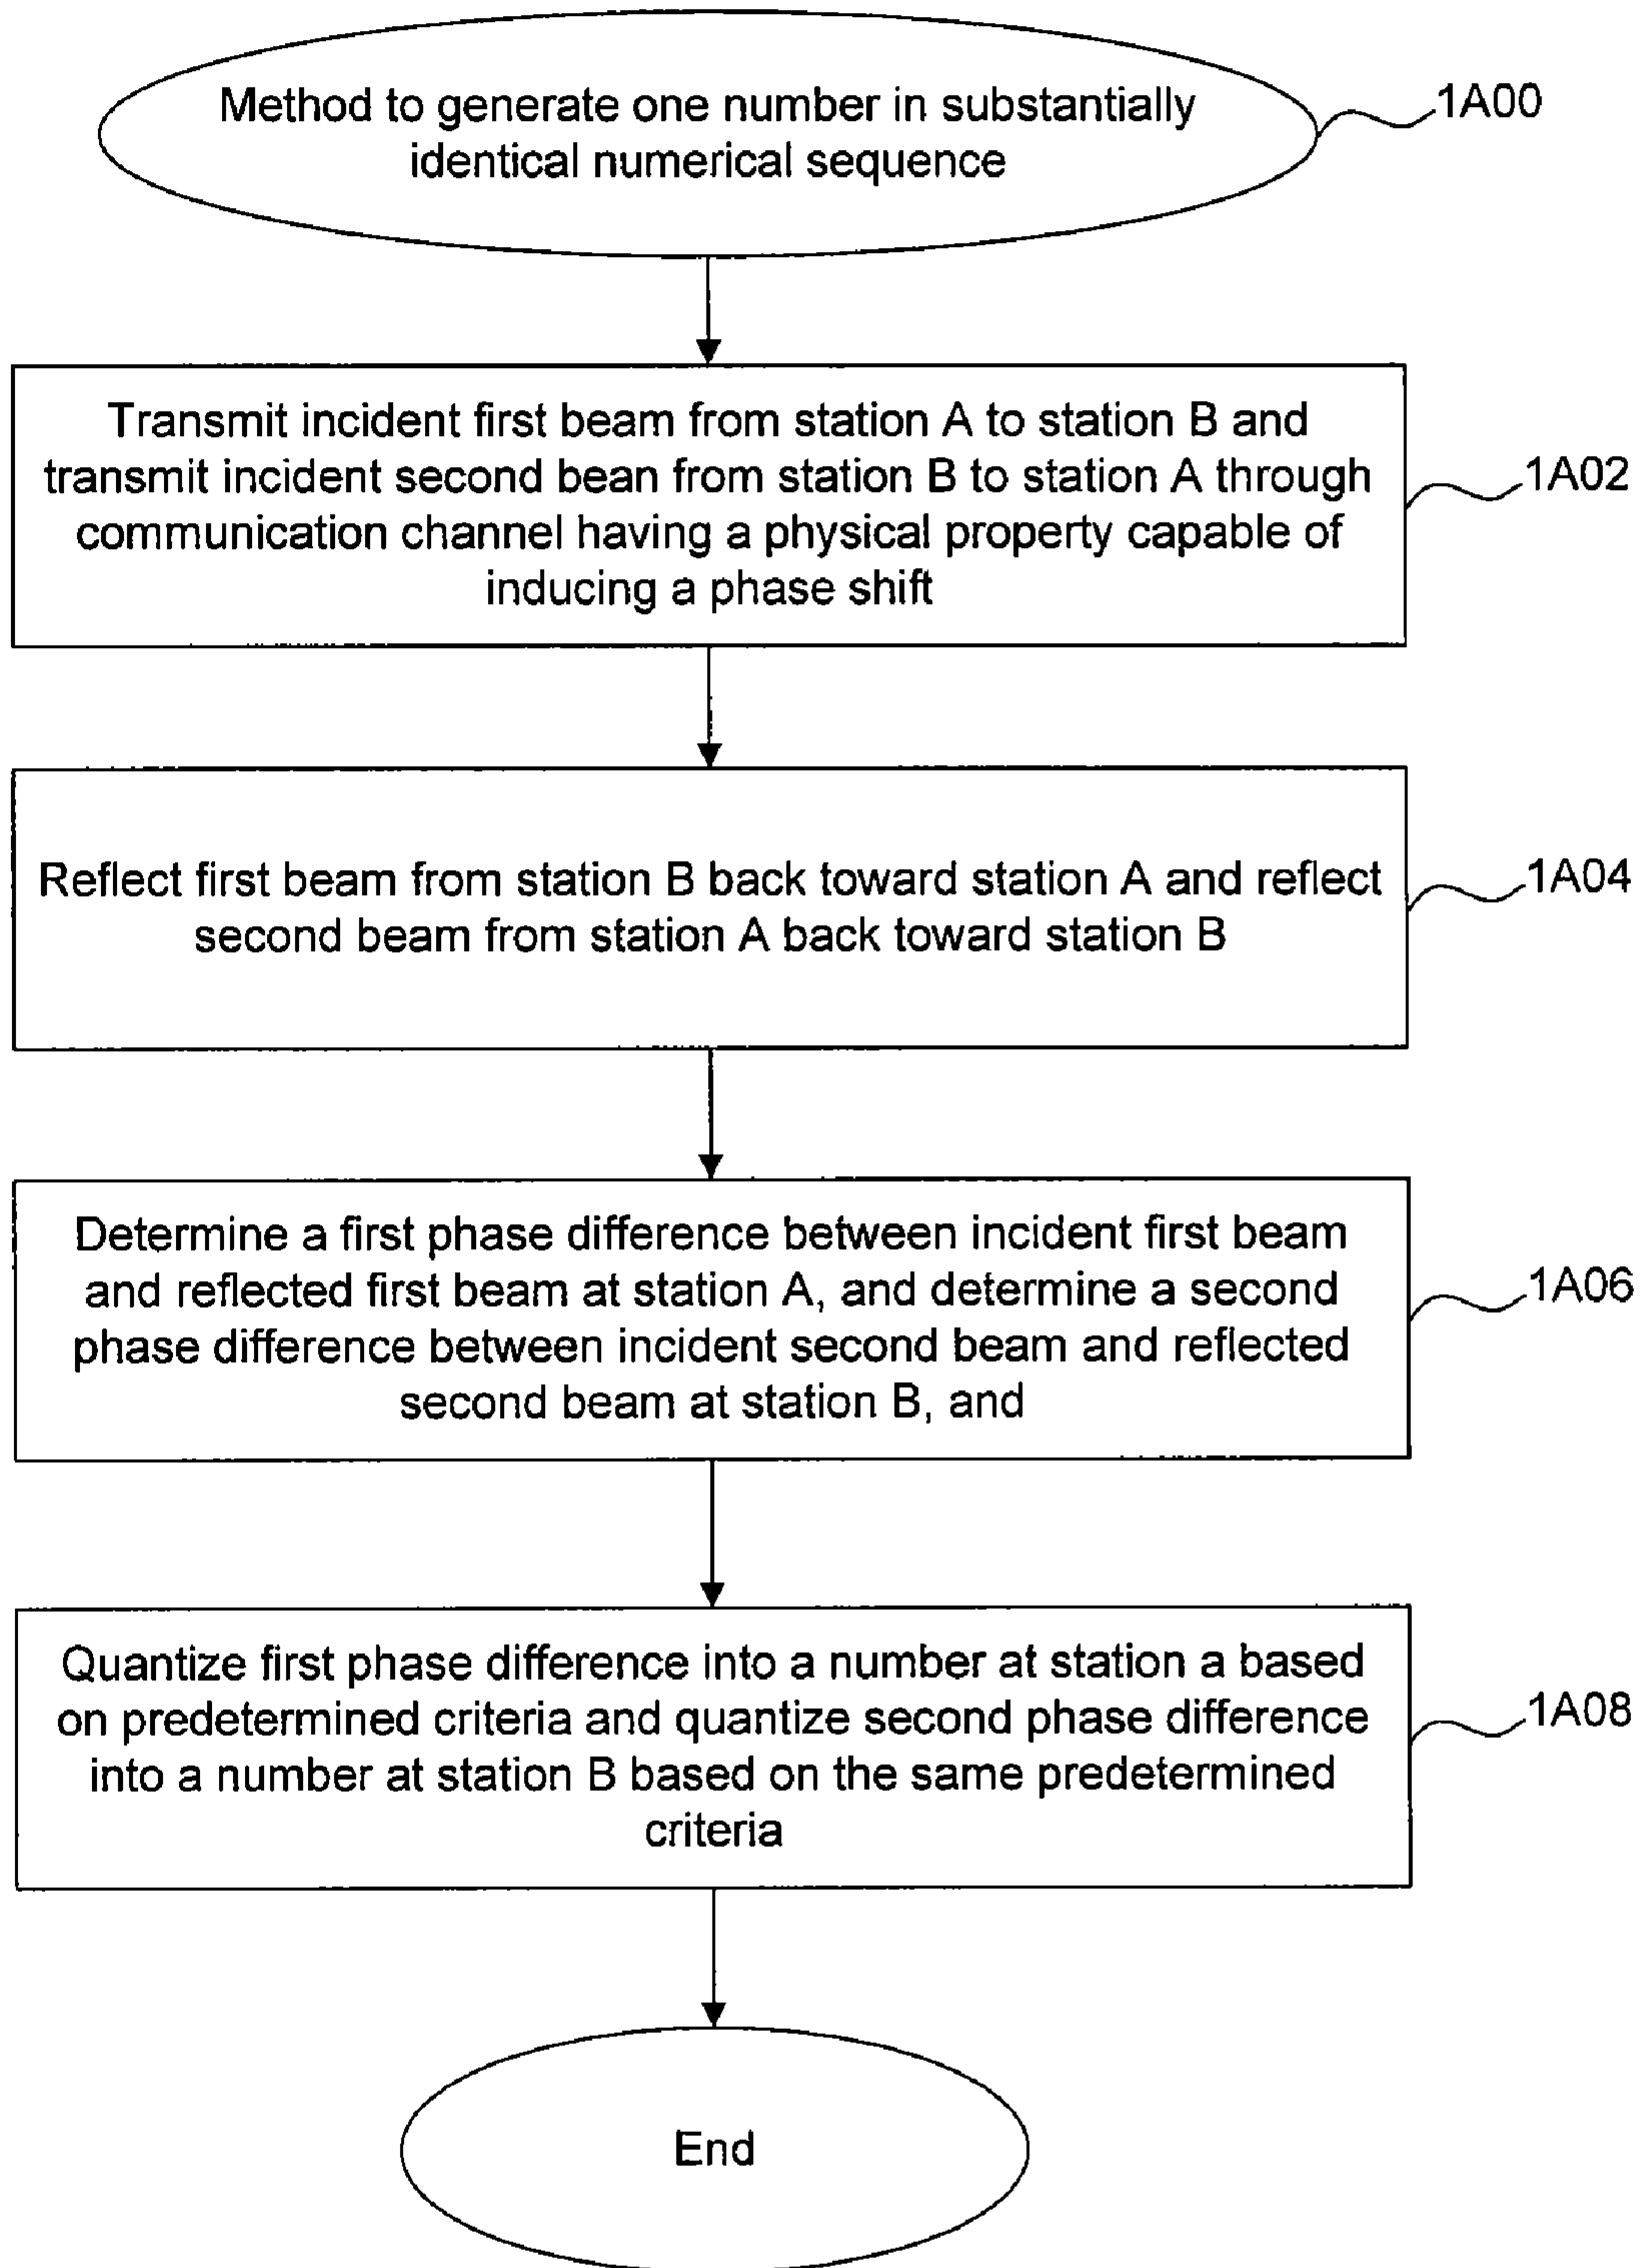 Method to generate one number in substantially
identical numerical sequence
1A00
Transmit incident first beam from station A to station B and
transmit incident second bean from station B to station A through
communication channel having a physical property capable of
inducing a phase shift
1A02
Reflect first beam from station B back toward station A and reflect
second beam from station A back toward station B
1A04
Determine a first phase difference between incident first beam
and reflected first beam at station A, and determine a second
phase difference between incident second beam and reflected
second beam at station B, and
1A06
Quantize first phase difference into a number at station a based
on predetermined criteria and quantize second phase difference
into a number at station B based on the same predetermined
criteria
1A08
End